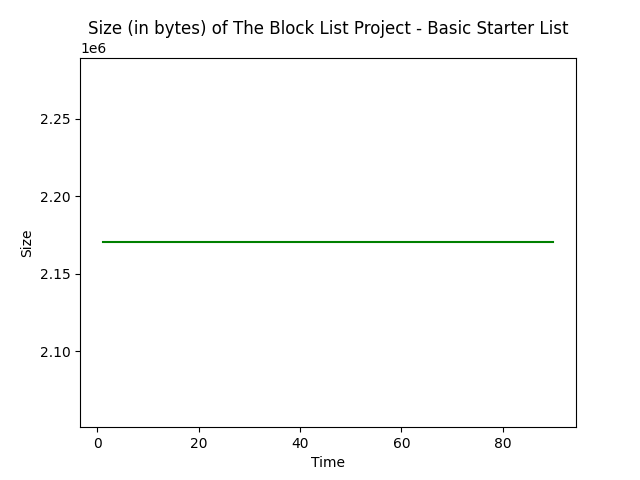 Size (in bytes) of The Block List Project - Basic Starter List
1e6
2.25
2.20
2.15
2.10
Size
0 20 40 60 80
Time